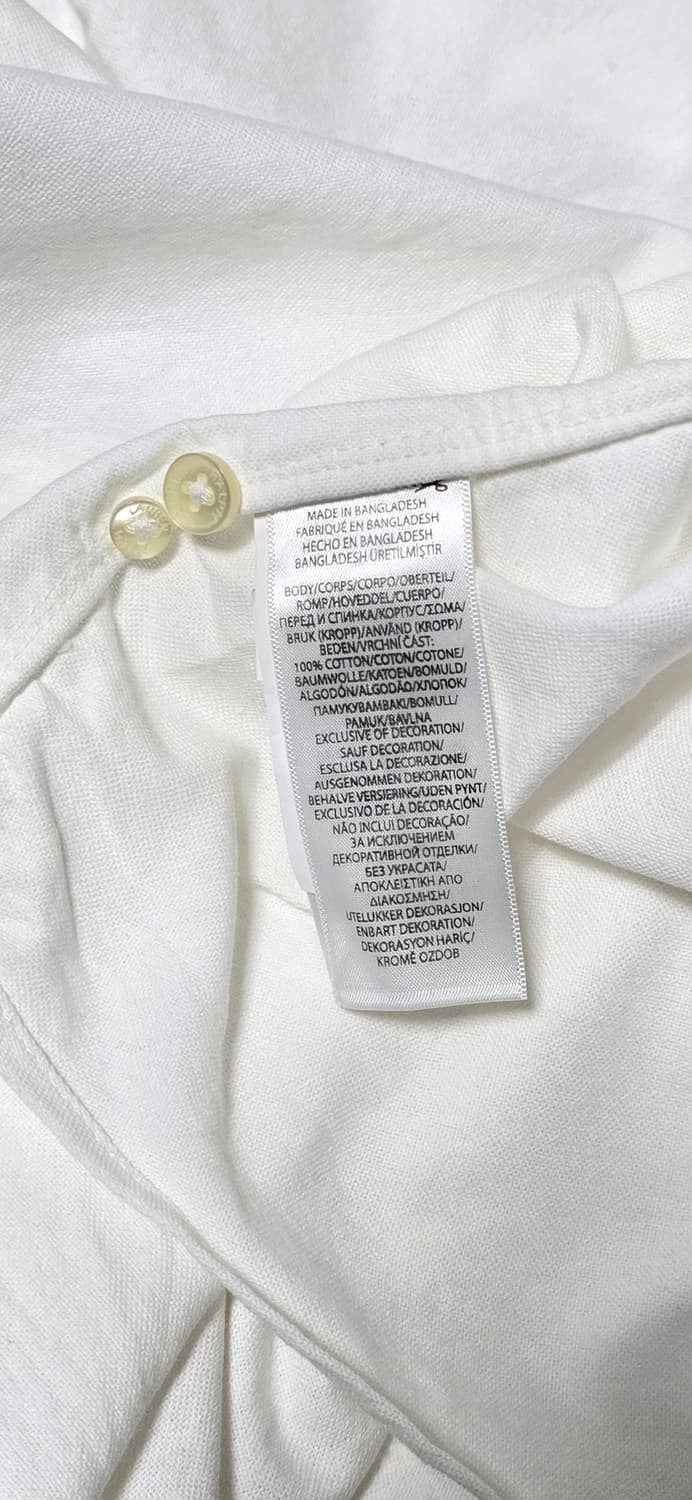 MADE IN BANGLADESH
FABRIQUÉ EN BANGLADESH
HECHO EN BANGLADESH
BANGLADESH ÜRETİLMİŞTİR
BODY/CORPS/CORPO/OBERTEIL/
ROMP/HOVEDDEL/CUERPO/
ПЕРЕД И СПИНКА/КОРПУС/ΣΩΜΑ/
BRUK (KROPP)/ANVÄND (KROPP)/
BEDEN/VRCHNÍ ČÁST:
100% COTTON/COTON/COTONE/
BAUMWOLLE/KATOEN/BOMULD/
ALGODÓN/ALGODÃO/ХЛОПОК/
ПАМУК/ΒΑΜΒΑΚΙ/BOMULL/
PAMUK/BAVLNA
EXCLUSIVE OF DECORATION/
SAUF DECORATION/
ESCLUSA LA DECORAZIONE/
AUSGENOMMEN DEKORATION/
BEHALVE VERSIERING/UDEN PYNT/
EXCLUSIVO DE LA DECORACIÓN/
NÃO INCLUI DECORAÇÃO/
ЗА ИСКЛЮЧЕНИЕМ
ДЕКОРАТИВНОЙ ОТДЕЛКИ/
БЕЗ УКРАСАТА/
ΑΠΟΚΛΕΙΣΤΙΚΗ ΑΠΟ
ΔΙΑΚΟΣΜΗΣΗ/
UTELUKKER DEKORASJON/
ENBART DEKORATION/
DEKORASYON HARİÇ/
KROMĚ OZDOB